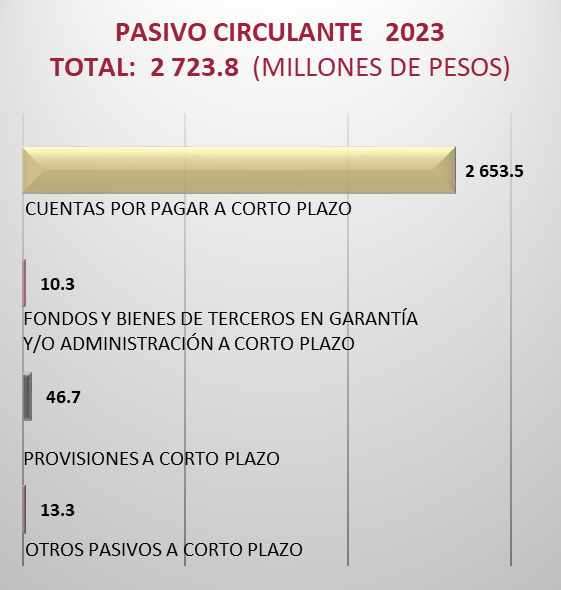 PASIVO CIRCULANTE 2023
TOTAL: 2 723.8 (MILLONES DE PESOS)
2 653.5
CUENTAS POR PAGAR A CORTO PLAZO
10.3
FONDOS Y BIENES DE TERCEROS EN GARANTÍA
Y/O ADMINISTRACIÓN A CORTO PLAZO
46.7
PROVISIONES A CORTO PLAZO
13.3
OTROS PASIVOS A CORTO PLAZO